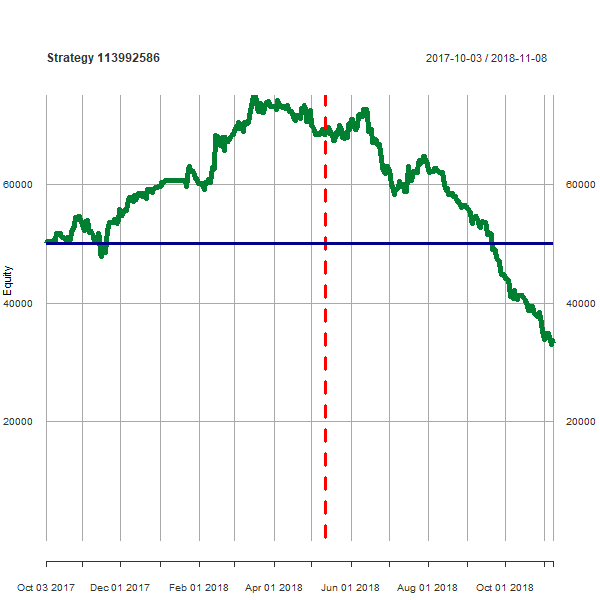 Strategy 113992586
2017-10-03 / 2018-11-08
60000
60000
Equity
40000
40000
20000
20000
Oct 03 2017
Dec 01 2017
Feb 01 2018
Apr 01 2018
Jun 01 2018
Aug 01 2018
Oct 01 2018